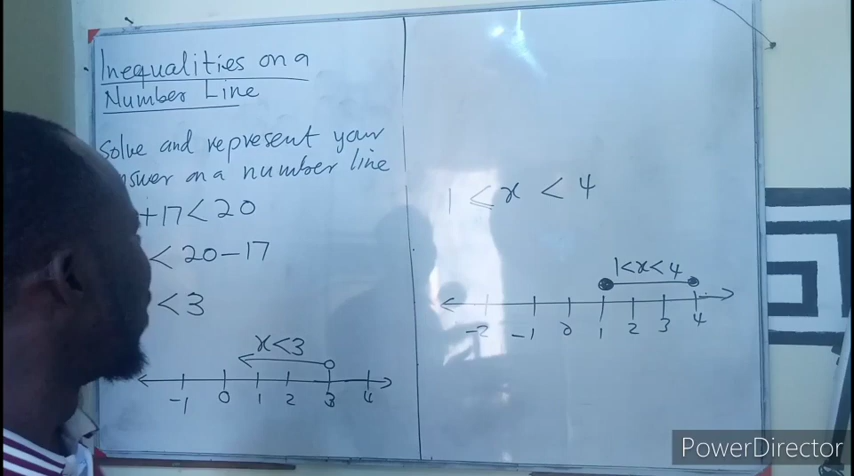 Inequalities on a
Number Line
Solve and represent your
nswer on a number line
+17<20
< 20-17
< 3
x<3
-1 0 1 2 3 4
1 ≤ x < 4
1<x<4
-2 -1 0 1 2 3 4
PowerDirector